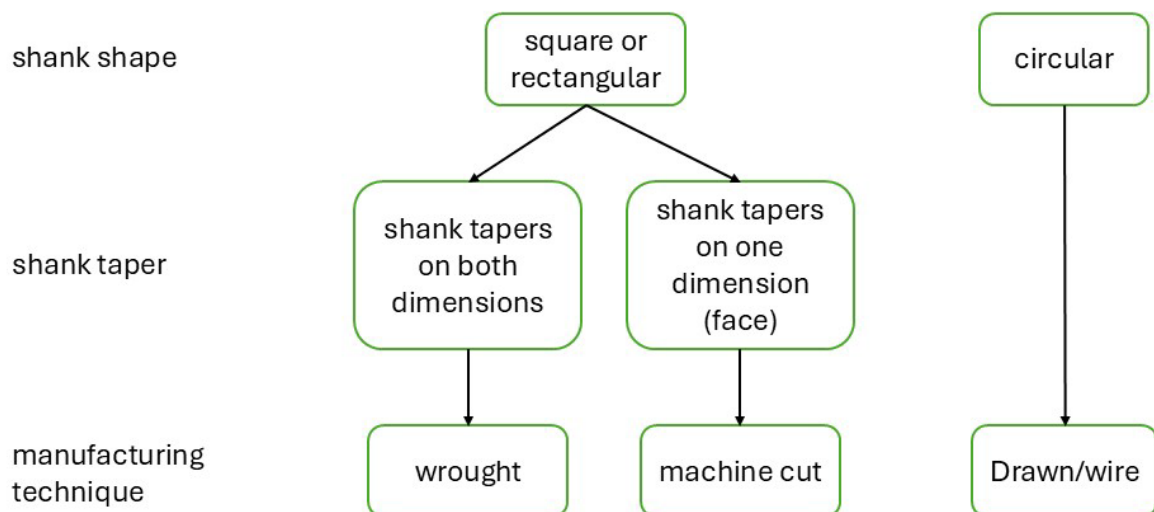 shank shape
square or
rectangular
circular
shank taper
shank tapers
on both
dimensions
shank tapers
on one
dimension
(face)
manufacturing
technique
wrought
machine cut
Drawn/wire